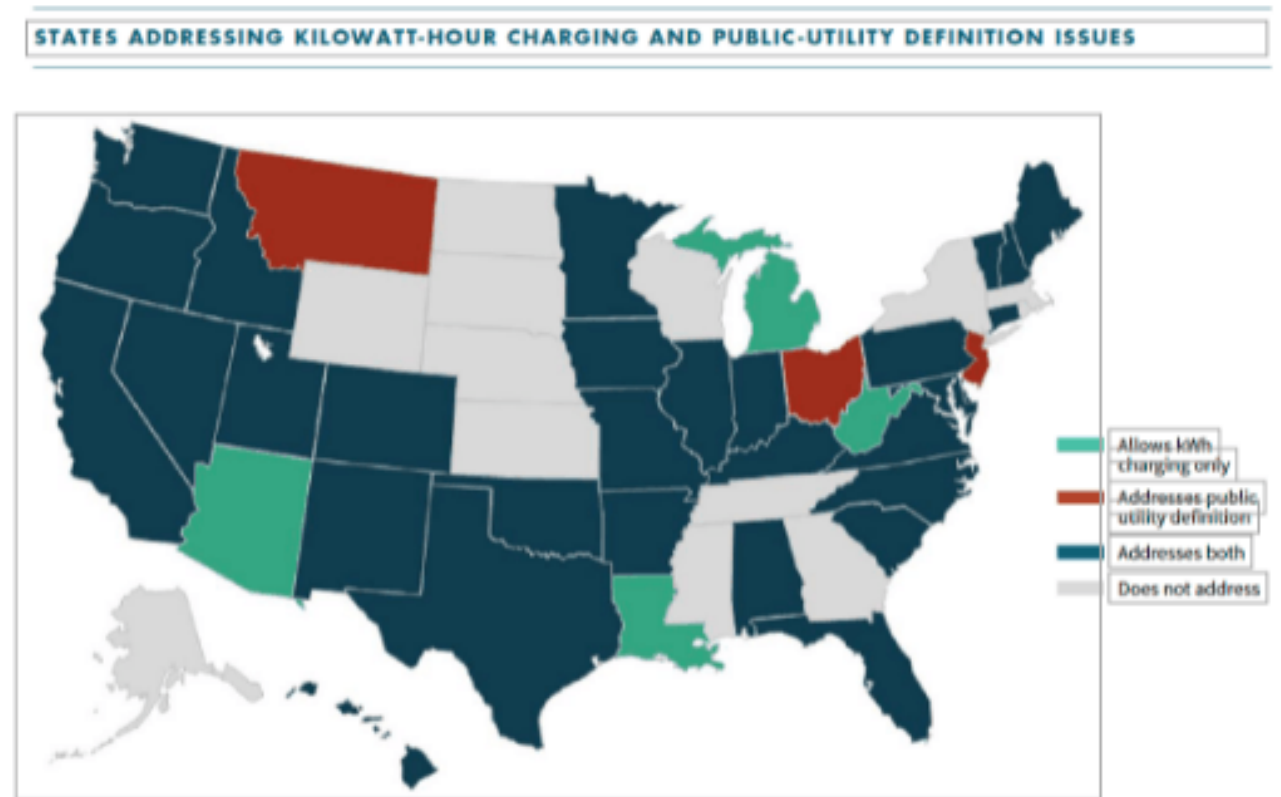 STATES ADDRESSING KILOWATT-HOUR CHARGING AND PUBLIC-UTILITY DEFINITION ISSUES
Allows kWh
charging only
Addresses public
utility definition
Addresses both
Does not address